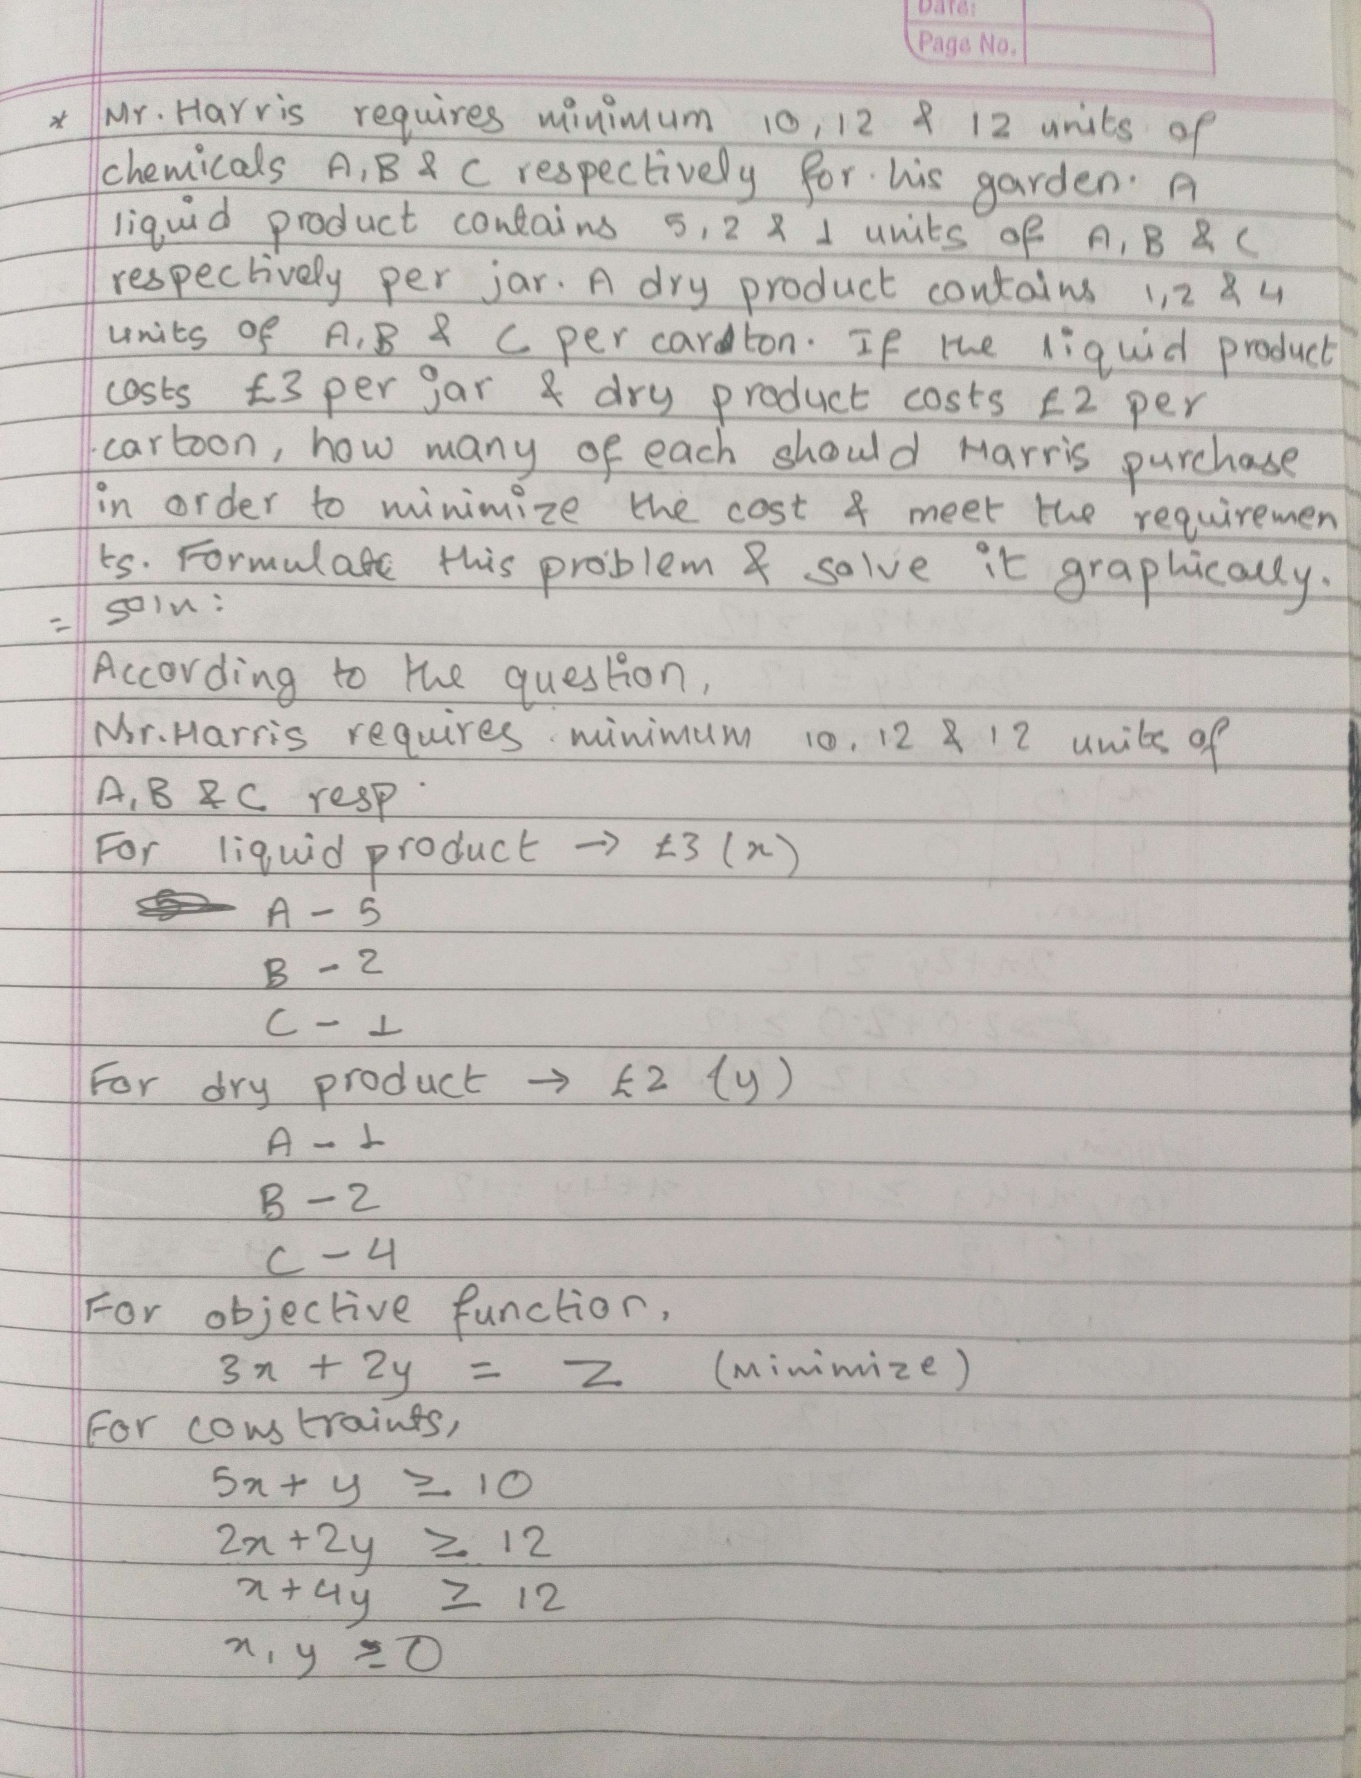 Date:
Page No.
* Mr. Harris requires minimum 10, 12 & 12 units of
chemicals A, B & C respectively for his garden. A
liquid product contains 5, 2 & 1 units of A, B & C
respectively per jar. A dry product contains 1, 2 & 4
units of A, B & C per cardton. If the liquid product
costs £3 per jar & dry product costs £2 per
cartoon, how many of each should Harris purchase
in order to minimize the cost & meet the requiremen
ts. Formulate this problem & solve it graphically.
= soln:
According to the question,
Mr. Harris requires minimum 10, 12 & 12 units of
A, B & C resp.
For liquid product → £3 (x)
A - 5
B - 2
C - 1
For dry product → £2 (y)
A - 1
B - 2
C - 4
For objective function,
3x + 2y = Z (Minimize)
For constraints,
5x + y ≥ 10
2x + 2y ≥ 12
x + 4y ≥ 12
x, y ≥ 0